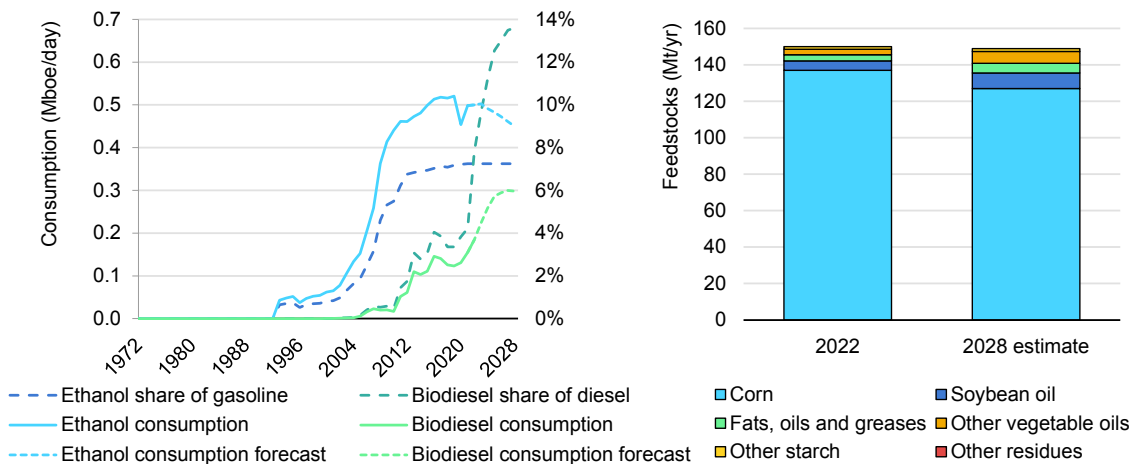 Consumption (Mboe/day)
0.7
0.6
0.5
0.4
0.3
0.2
0.1
0.0
14%
12%
10%
8%
6%
4%
2%
0%
1972
1980
1988
1996
2004
2012
2020
2028
Ethanol share of gasoline
Biodiesel share of diesel
Ethanol consumption
Biodiesel consumption
Ethanol consumption forecast
Biodiesel consumption forecast
Feedstocks (Mt/yr)
160
140
120
100
80
60
40
20
0
2022
2028 estimate
Corn
Soybean oil
Fats, oils and greases
Other vegetable oils
Other starch
Other residues